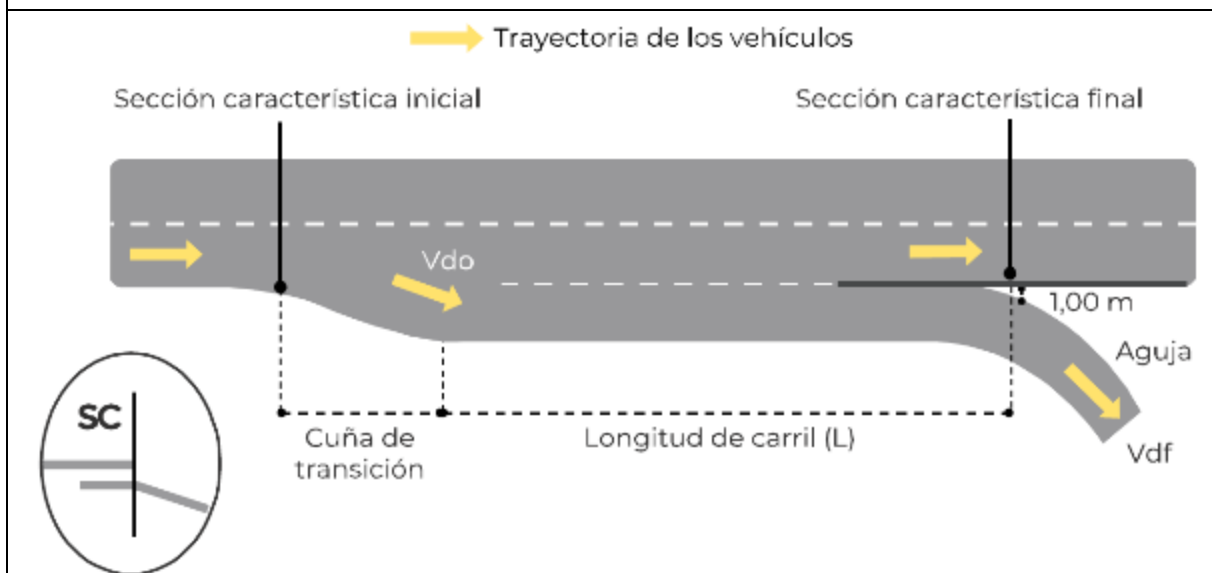 Trayectoria de los vehículos
Sección característica inicial
Sección característica final
Vdo
1,00 m
Aguja
SC
Cuña de
transición
Longitud de carril (L)
Vdf